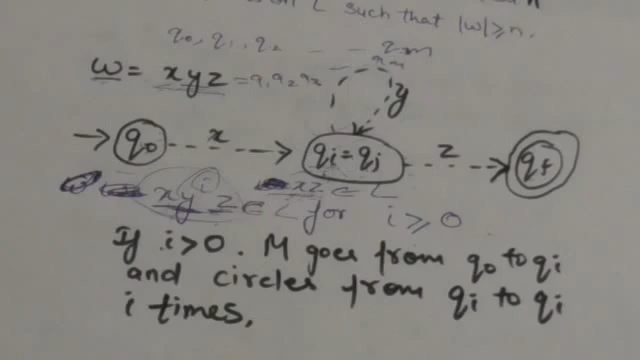 L such that |w|≥n.
q0, q1, q2 - - - - qm
w = xyz
y
→ q0 - - x - - → qi = qj - - z - - → qf
xy^i z ∈ L for i ≥ 0
xz ∈ L
If i>0. M goes from q0 to qi
and circles from qi to qi
i times,